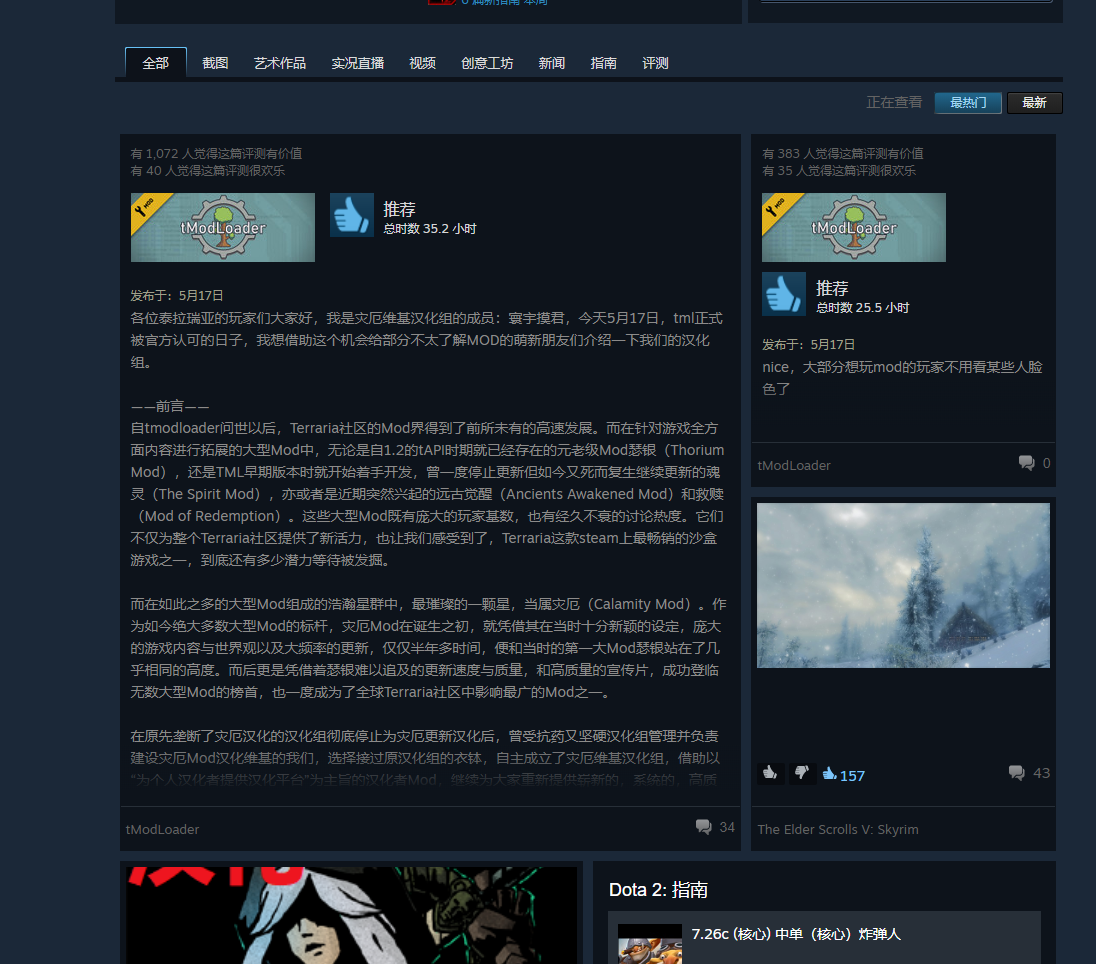 0 篇新指南 本周
全部 截图 艺术作品 实况直播 视频 创意工坊 新闻 指南 评测
正在查看 最热门 最新
有 1,072 人觉得这篇评测有价值
有 40 人觉得这篇评测很欢乐
MOD
tModLoader
推荐
总时数 35.2 小时
发布于：5月17日
各位泰拉瑞亚的玩家们大家好，我是灾厄维基汉化组的成员：寰宇摸君，今天5月17日，tml正式
被官方认可的日子，我想借助这个机会给部分不太了解MOD的萌新朋友们介绍一下我们的汉化
组。
——前言——
自tmodloader问世以后，Terraria社区的Mod界得到了前所未有的高速发展。而在针对游戏全方
面内容进行拓展的大型Mod中，无论是自1.2的tAPI时期就已经存在的元老级Mod瑟银（Thorium
Mod），还是TML早期版本时就开始着手开发，曾一度停止更新但如今又死而复生继续更新的魂
灵（The Spirit Mod），亦或者是近期突然兴起的远古觉醒（Ancients Awakened Mod）和救赎
（Mod of Redemption）。这些大型Mod既有庞大的玩家基数，也有经久不衰的讨论热度。它们
不仅为整个Terraria社区提供了新活力，也让我们感受到了，Terraria这款steam上最畅销的沙盒
游戏之一，到底还有多少潜力等待被发掘。
而在如此之多的大型Mod组成的浩瀚星群中，最璀璨的一颗星，当属灾厄（Calamity Mod）。作
为如今绝大多数大型Mod的标杆，灾厄Mod在诞生之初，就凭借其在当时十分新颖的设定，庞大
的游戏内容与世界观以及大频率的更新，仅仅半年多时间，便和当时的第一大Mod瑟银站在了几
乎相同的高度。而后更是凭借着瑟银难以追及的更新速度与质量，和高质量的宣传片，成功登临
无数大型Mod的榜首，也一度成为了全球Terraria社区中影响最广的Mod之一。
在原先垄断了灾厄汉化的汉化组彻底停止为灾厄更新汉化后，曾受抗药又坚硬汉化组管理并负责
建设灾厄Mod汉化维基的我们，选择接过原汉化组的衣钵，自主成立了灾厄维基汉化组，借助以
“为个人汉化者提供汉化平台”为主旨的汉化者Mod，继续为大家重新提供崭新的，系统的，高质
tModLoader
34
有 383 人觉得这篇评测有价值
有 35 人觉得这篇评测很欢乐
MOD
tModLoader
推荐
总时数 25.5 小时
发布于：5月17日
nice，大部分想玩mod的玩家不用看某些人脸
色了
tModLoader
0
157
43
The Elder Scrolls V: Skyrim
汉化
Dota 2: 指南
7.26c (核心) 中单（核心）炸弹人